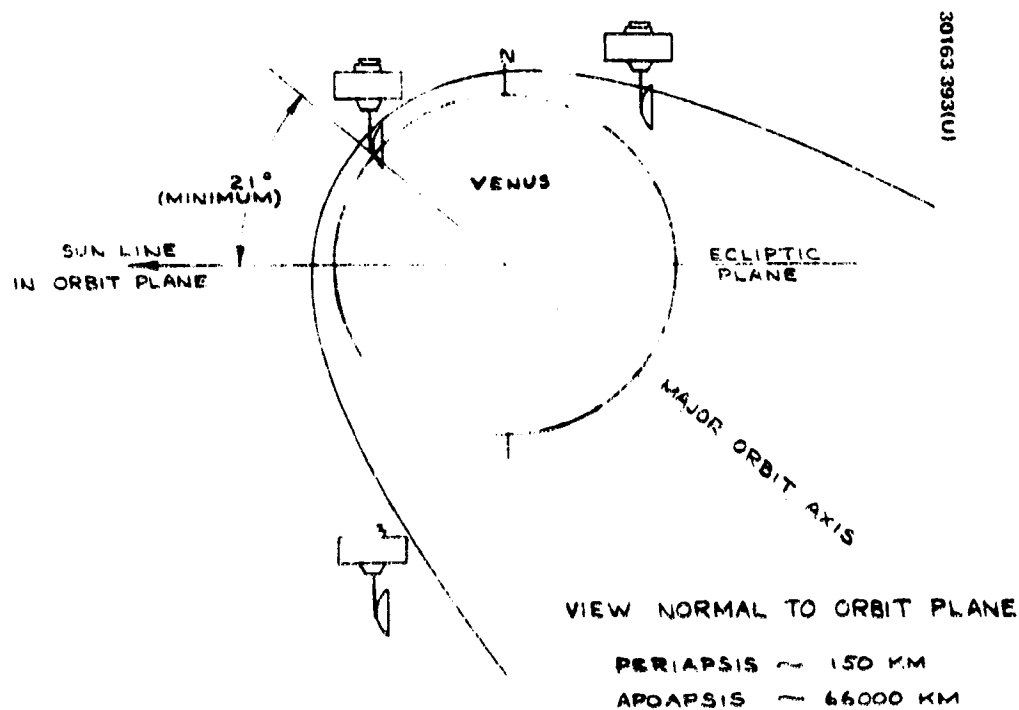 30163-393(U)
N
VENUS
21°
(MINIMUM)
SUN LINE
IN ORBIT PLANE
ECLIPTIC
PLANE
MAJOR ORBIT AXIS
VIEW NORMAL TO ORBIT PLANE
PERIAPSIS ~ 150 KM
APOAPSIS ~ 66000 KM